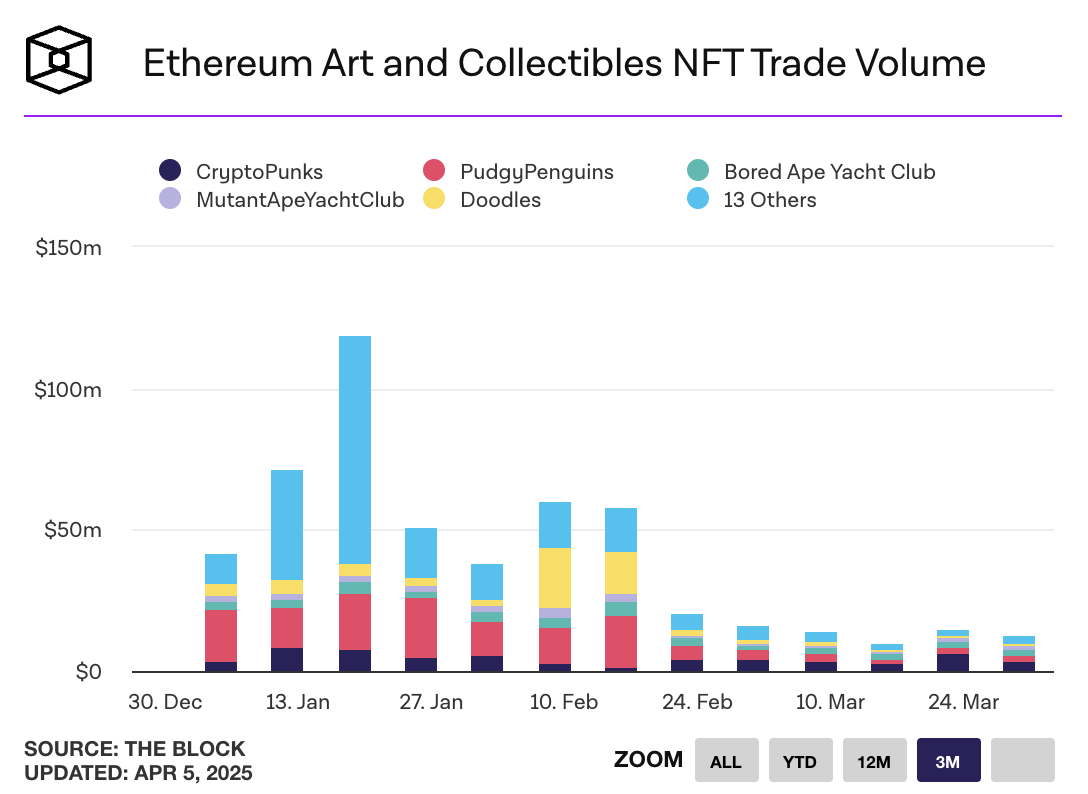 Ethereum Art and Collectibles NFT Trade Volume
CryptoPunks
PudgyPenguins
Bored Ape Yacht Club
MutantApeYachtClub
Doodles
13 Others
$150m
$100m
$50m
$0
30. Dec
13. Jan
27. Jan
10. Feb
24. Feb
10. Mar
24. Mar
SOURCE: THE BLOCK
UPDATED: APR 5, 2025
ZOOM
ALL
YTD
12M
3M